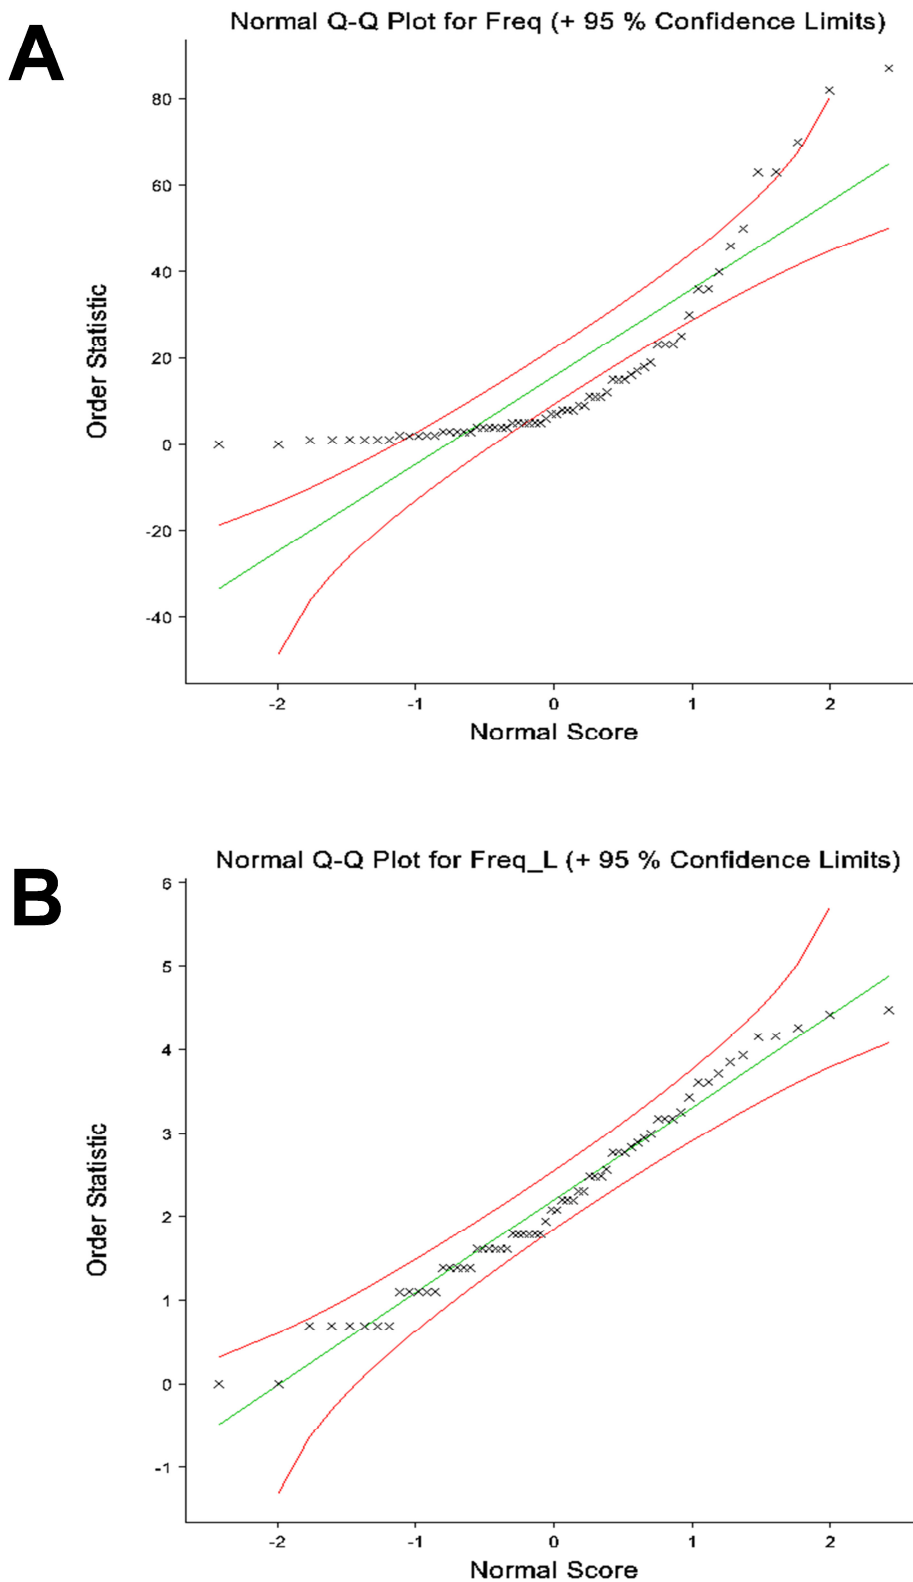 A
Normal Q-Q Plot for Freq (+ 95 % Confidence Limits)
80
60
40
20
0
-20
-40
Order Statistic
-2 -1 0 1 2
Normal Score
B
Normal Q-Q Plot for Freq_L (+ 95 % Confidence Limits)
6
5
4
3
2
1
0
-1
Order Statistic
-2 -1 0 1 2
Normal Score